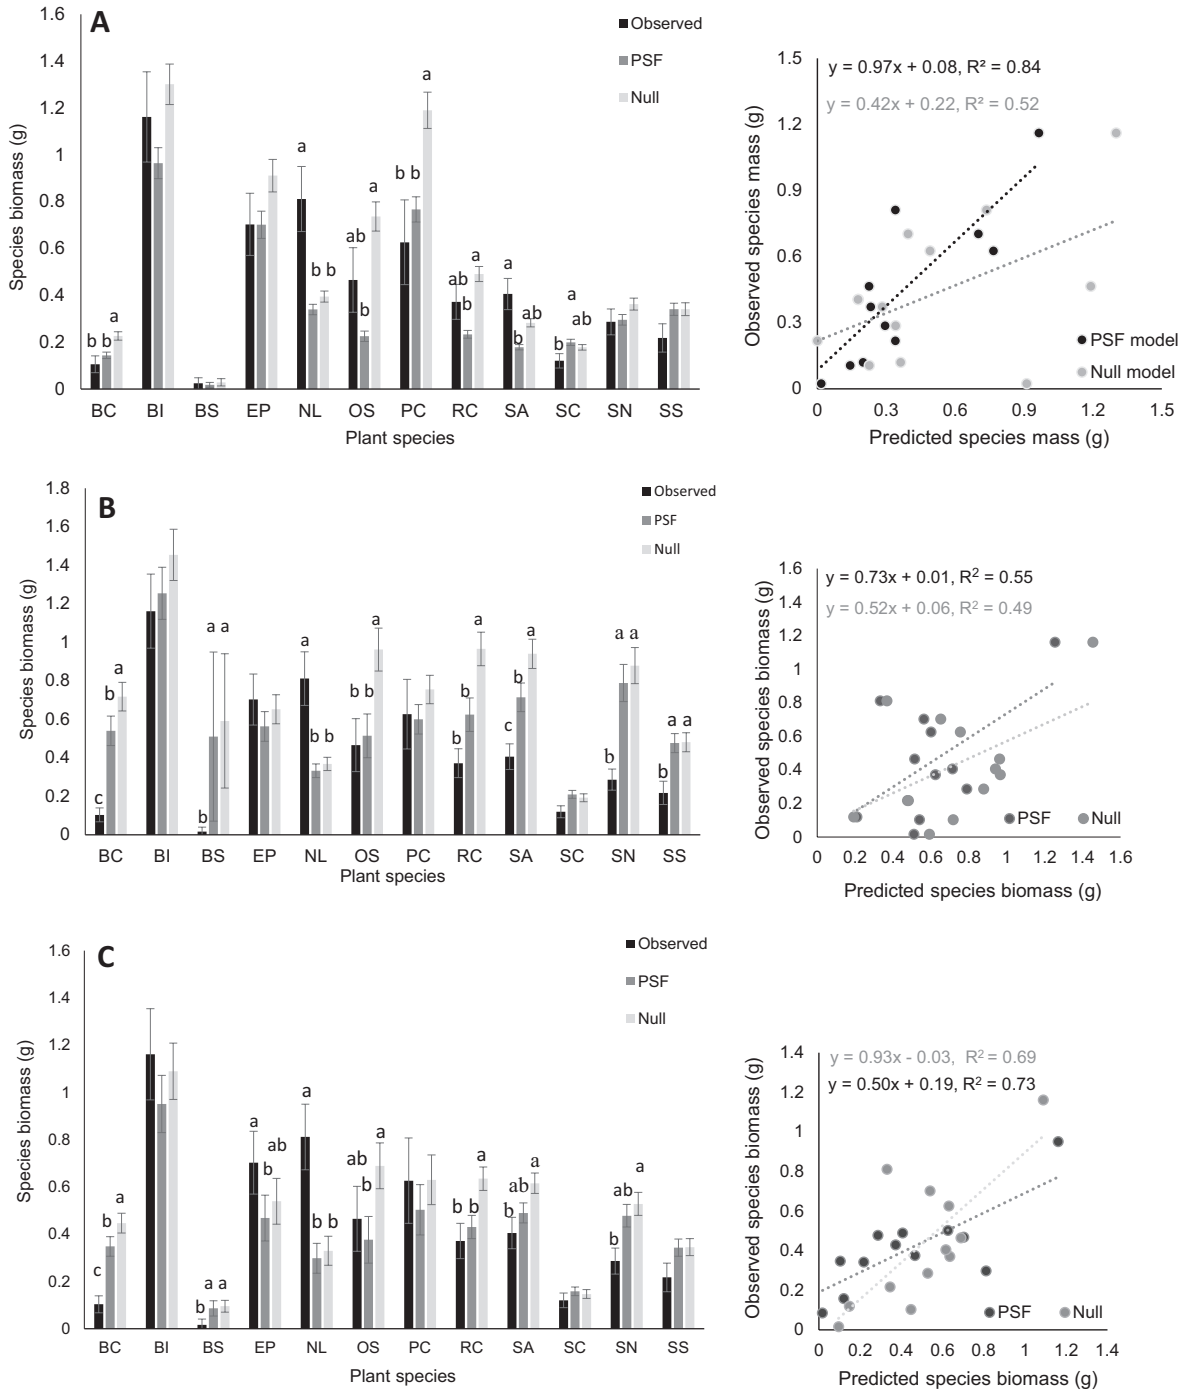 A
Observed
PSF
Null
Species biomass (g)
1.6
1.4
1.2
1
0.8
0.6
0.4
0.2
0
b b a
a
b b
ab
b
a
b b
a
ab
b
a
a
b
ab
b
a
ab
BC BI BS EP NL OS PC RC SA SC SN SS
Plant species
y = 0.97x + 0.08, R² = 0.84
y = 0.42x + 0.22, R² = 0.52
Observed species mass (g)
1.5
1.2
0.9
0.6
0.3
0
PSF model
Null model
0 0.3 0.6 0.9 1.2 1.5
Predicted species mass (g)
B
Observed
PSF
Null
Species biomass (g)
1.8
1.6
1.4
1.2
1
0.8
0.6
0.4
0.2
0
c
b
a
b
a a
a
b b
b b
a
b
b
a
c
b
a
b
a a
b
a a
BC BI BS EP NL OS PC RC SA SC SN SS
Plant species
y = 0.73x + 0.01, R2 = 0.55
y = 0.52x + 0.06, R2 = 0.49
Observed species biomass (g)
1.6
1.4
1.2
1
0.8
0.6
0.4
0.2
0
PSF Null
0 0.2 0.4 0.6 0.8 1 1.2 1.4 1.6
Predicted species biomass (g)
C
Observed
PSF
Null
Species biomass (g)
1.6
1.4
1.2
1
0.8
0.6
0.4
0.2
0
c
b
a
b
a a
a
b
ab
a
b b
ab
b
a
b b
a
b
ab
a
b
ab
a
BC BI BS EP NL OS PC RC SA SC SN SS
Plant species
y = 0.93x - 0.03, R2 = 0.69
y = 0.50x + 0.19, R2 = 0.73
Observed species biomass (g)
1.4
1.2
1
0.8
0.6
0.4
0.2
0
PSF Null
0 0.2 0.4 0.6 0.8 1 1.2 1.4
Predicted species biomass (g)